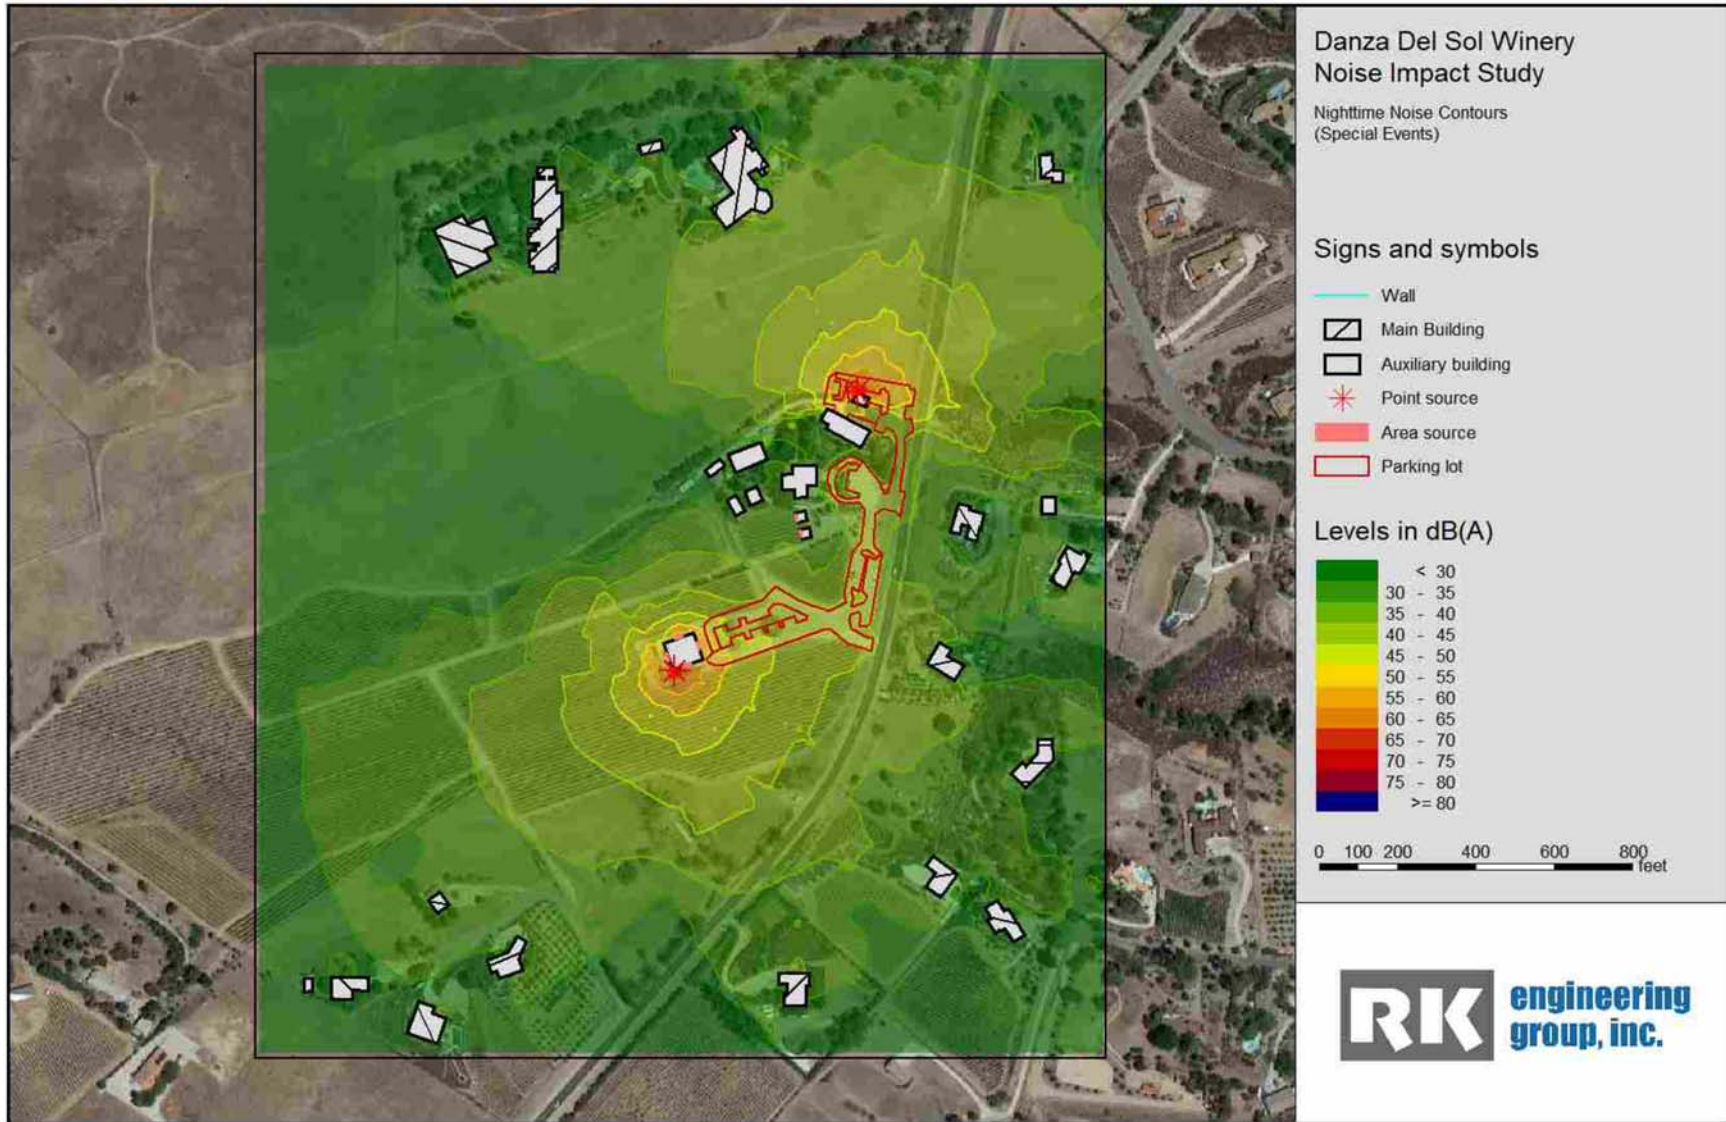 Danza Del Sol Winery
Noise Impact Study
Nighttime Noise Contours
(Special Events)
Signs and symbols
Wall
Main Building
Auxiliary building
Point source
Area source
Parking lot
Levels in dB(A)
< 30
30 - 35
35 - 40
40 - 45
45 - 50
50 - 55
55 - 60
60 - 65
65 - 70
70 - 75
75 - 80
>= 80
0 100 200 400 600 800
feet
RK engineering
group, inc.